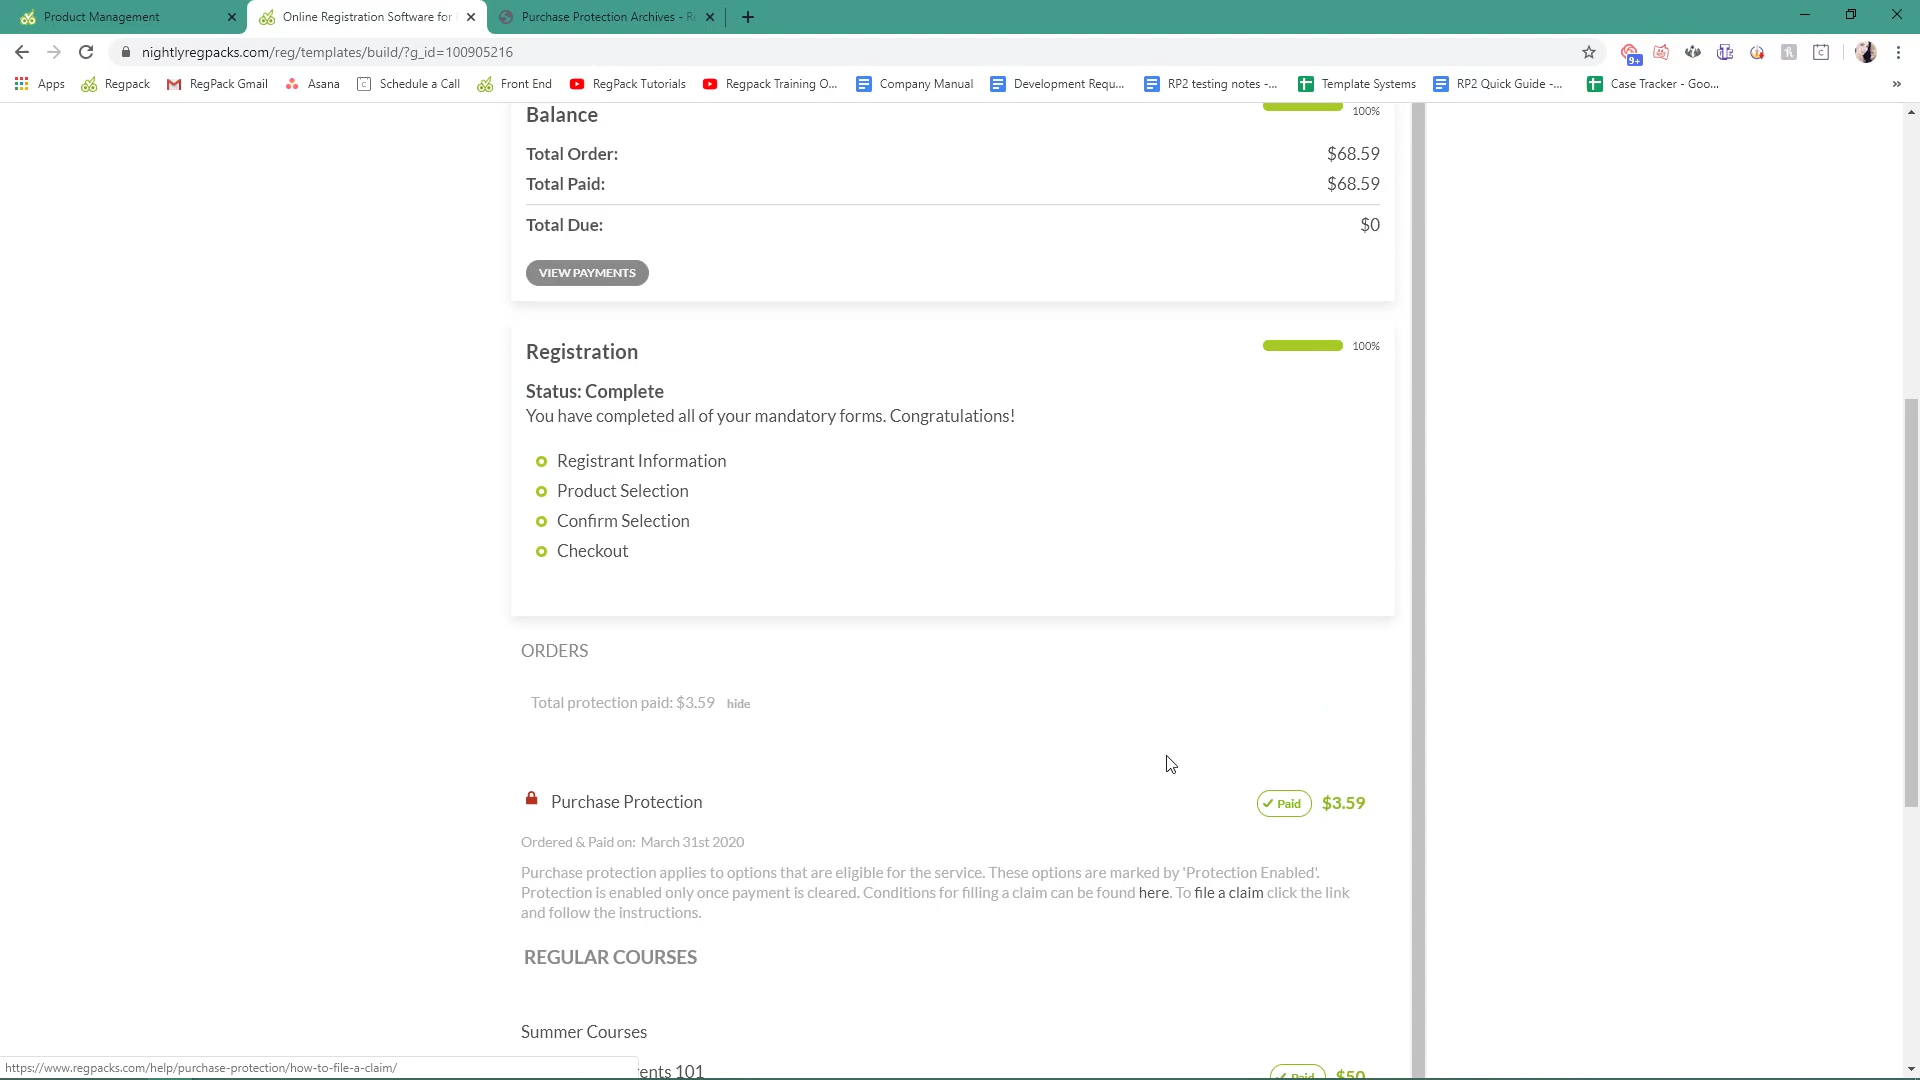 Product Management
Online Registration Software for
Purchase Protection Archives - R
nightlyregpacks.com/reg/templates/build/?g_id=100905216
9+
Apps
Regpack
RegPack Gmail
Asana
Schedule a Call
Front End
RegPack Tutorials
Regpack Training O...
Company Manual
Development Requ...
RP2 testing notes -...
Template Systems
RP2 Quick Guide -...
Case Tracker - Goo...
»
Balance
100%
Total Order: $68.59
Total Paid: $68.59
Total Due: $0
VIEW PAYMENTS
Registration
100%
Status: Complete
You have completed all of your mandatory forms. Congratulations!
Registrant Information
Product Selection
Confirm Selection
Checkout
ORDERS
Total protection paid: $3.59 hide
Purchase Protection
Paid $3.59
Ordered & Paid on: March 31st 2020
Purchase protection applies to options that are eligible for the service. These options are marked by 'Protection Enabled'.
Protection is enabled only once payment is cleared. Conditions for filling a claim can be found here. To file a claim click the link
and follow the instructions.
REGULAR COURSES
Summer Courses
ents 101
Paid $50
https://www.regpacks.com/help/purchase-protection/how-to-file-a-claim/